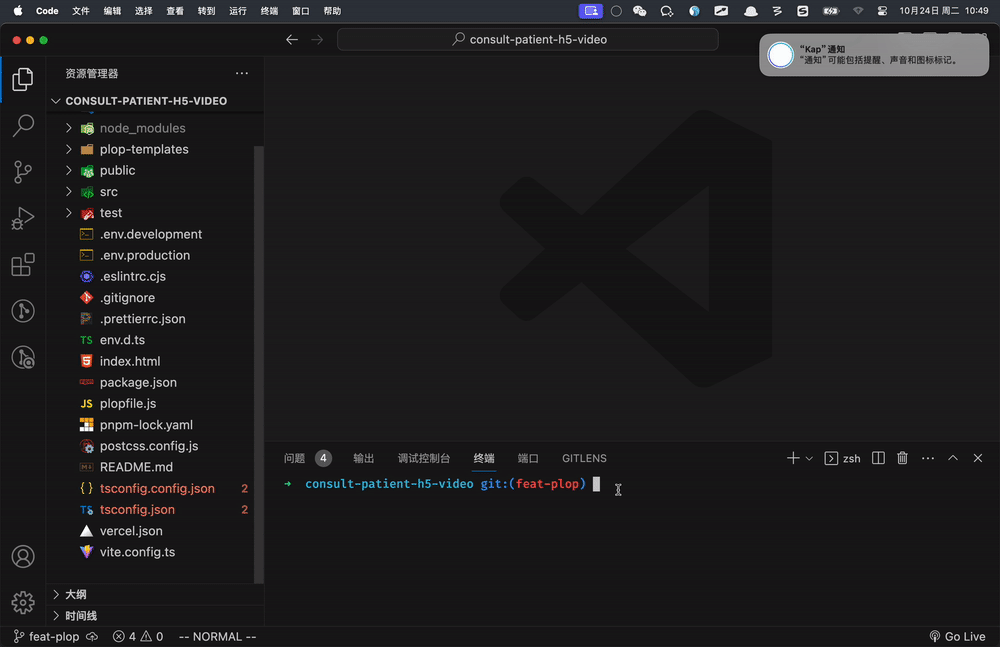 Code 文件 编辑 选择 查看 转到 运行 终端 窗口 帮助 10月24日 周二 10:49
consult-patient-h5-video
“Kap”通知
“通知”可能包括提醒、声音和图标标记。
资源管理器
CONSULT-PATIENT-H5-VIDEO
node_modules
plop-templates
public
src
test
.env.development
.env.production
.eslintrc.cjs
.gitignore
.prettierrc.json
TS env.d.ts
index.html
package.json
JS plopfile.js
pnpm-lock.yaml
postcss.config.js
README.md
{} tsconfig.config.json 2
TS tsconfig.json 2
vercel.json
vite.config.ts
大纲
时间线
问题 4 输出 调试控制台 终端 端口 GITLENS zsh
➜ consult-patient-h5-video git:(feat-plop)
feat-plop 4 0 -- NORMAL -- Go Live